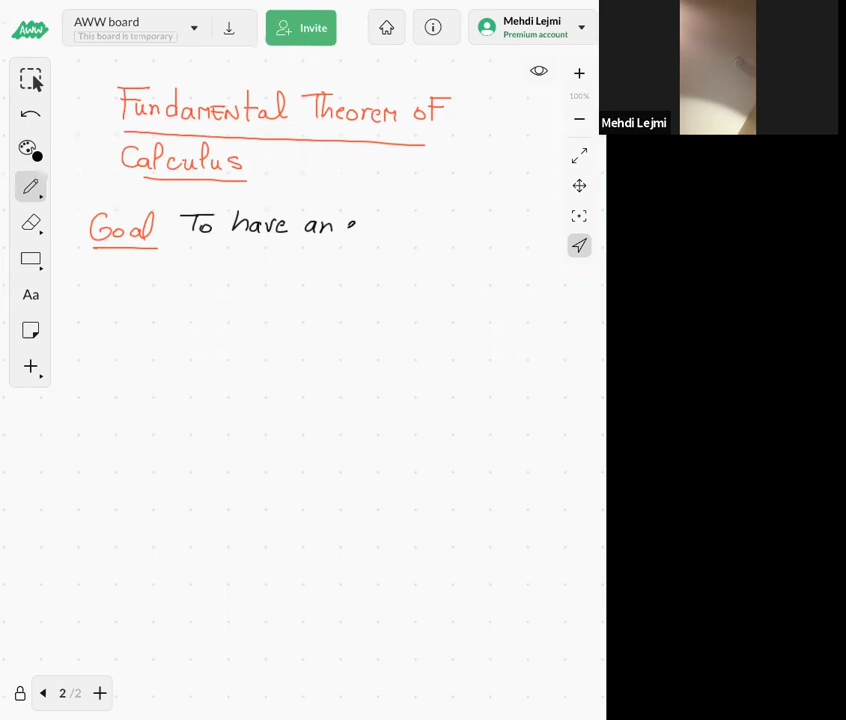 AWW
AWW board
This board is temporary
Invite
Mehdi Lejmi
Premium account
Mehdi Lejmi
100%
Fundamental Theorem of
Calculus
Goal To have an
Aa
2 /2